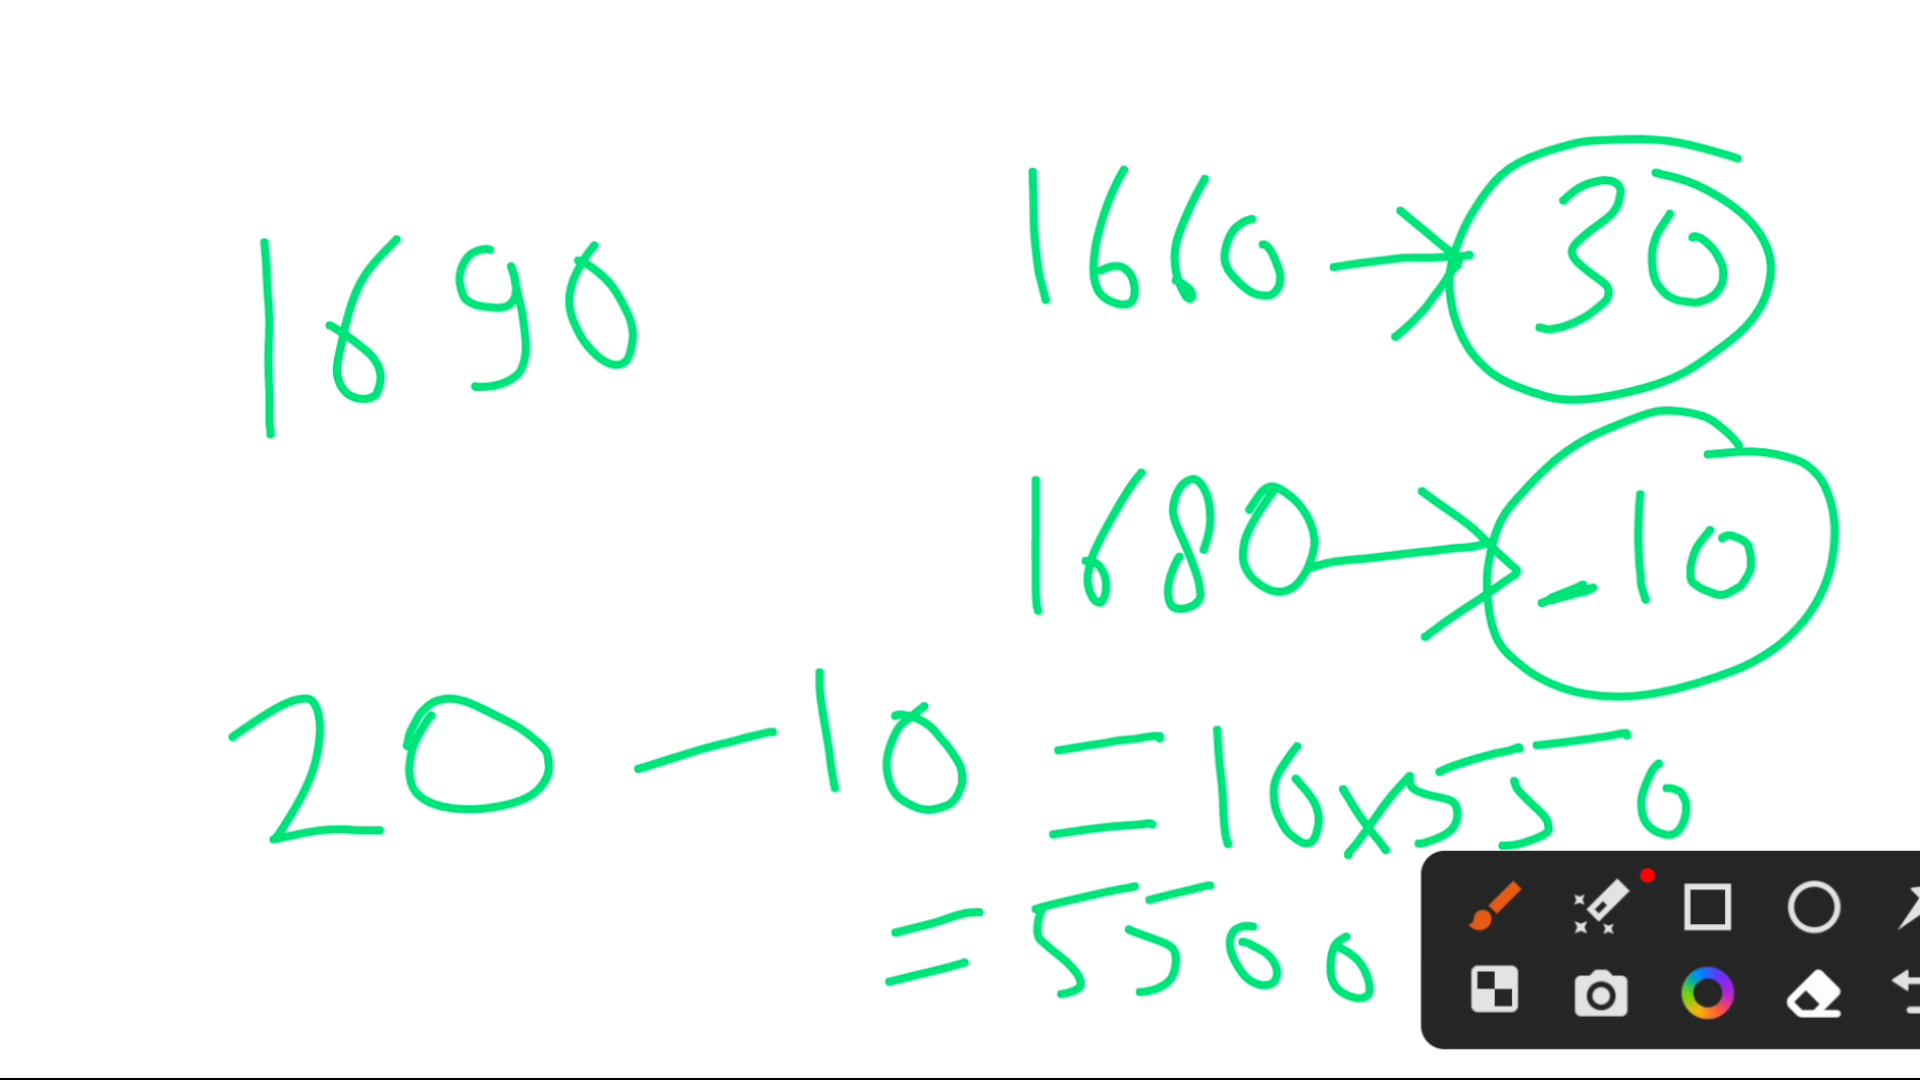 1690
1660 → 30
1680 → -10
20 - 10 = 10x550
= 5500